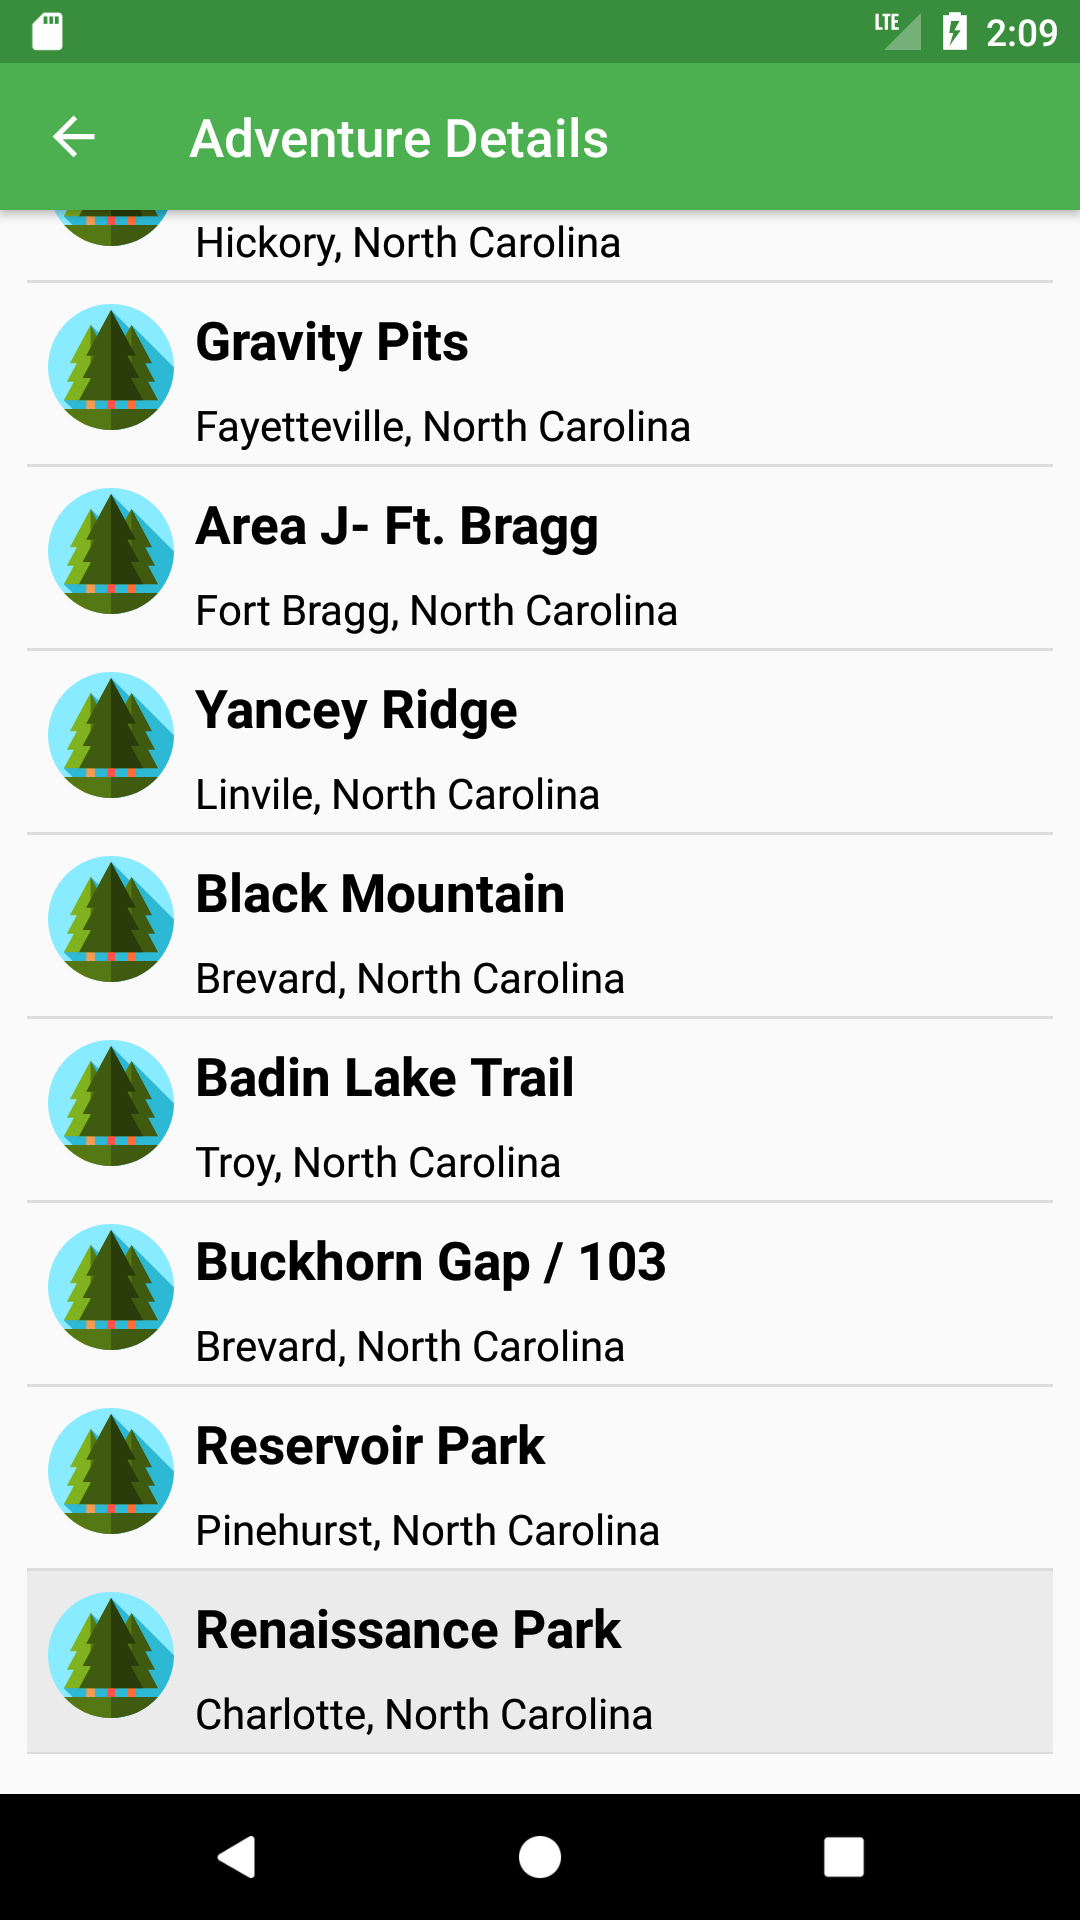 LTE 2:09
Adventure Details
Hickory, North Carolina
Gravity Pits
Fayetteville, North Carolina
Area J- Ft. Bragg
Fort Bragg, North Carolina
Yancey Ridge
Linvile, North Carolina
Black Mountain
Brevard, North Carolina
Badin Lake Trail
Troy, North Carolina
Buckhorn Gap / 103
Brevard, North Carolina
Reservoir Park
Pinehurst, North Carolina
Renaissance Park
Charlotte, North Carolina